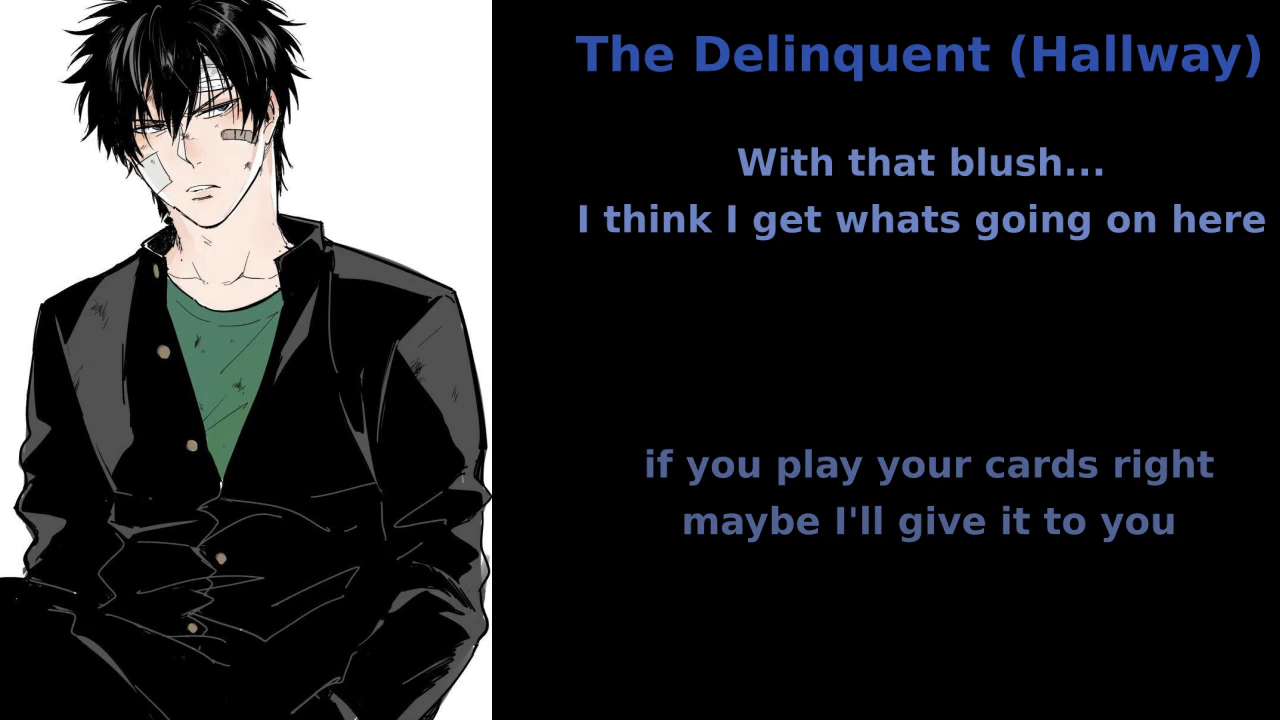 The Delinquent (Hallway)
With that blush...
I think I get whats going on here
if you play your cards right
maybe I'll give it to you